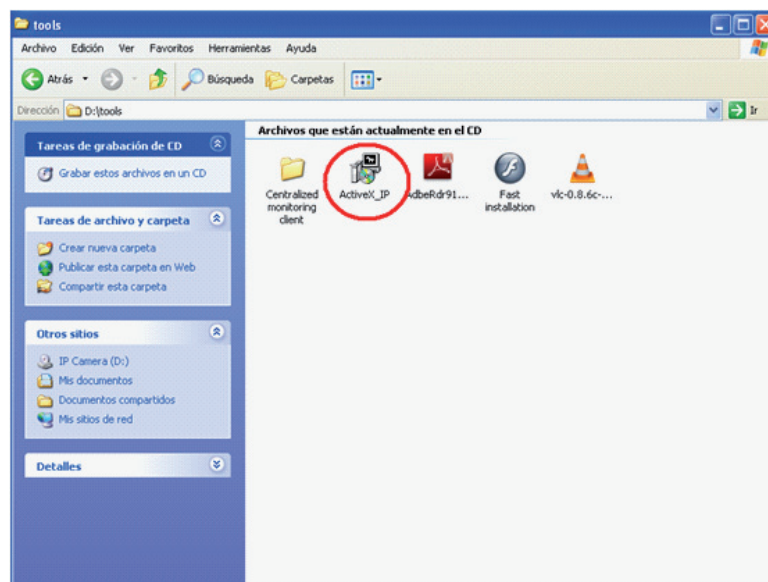 tools
Archivo Edición Ver Favoritos Herramientas Ayuda
Atrás Búsqueda Carpetas
Dirección D:\tools Ir
Tareas de grabación de CD
Grabar estos archivos en un CD
Tareas de archivo y carpeta
Crear nueva carpeta
Publicar esta carpeta en Web
Compartir esta carpeta
Otros sitios
IP Camera (D:)
Mis documentos
Documentos compartidos
Mis sitios de red
Detalles
Archivos que están actualmente en el CD
Centralized
monitoring
client
ActiveX_IP
AdbeRdr91...
Fast
installation
vlc-0.8.6c-...